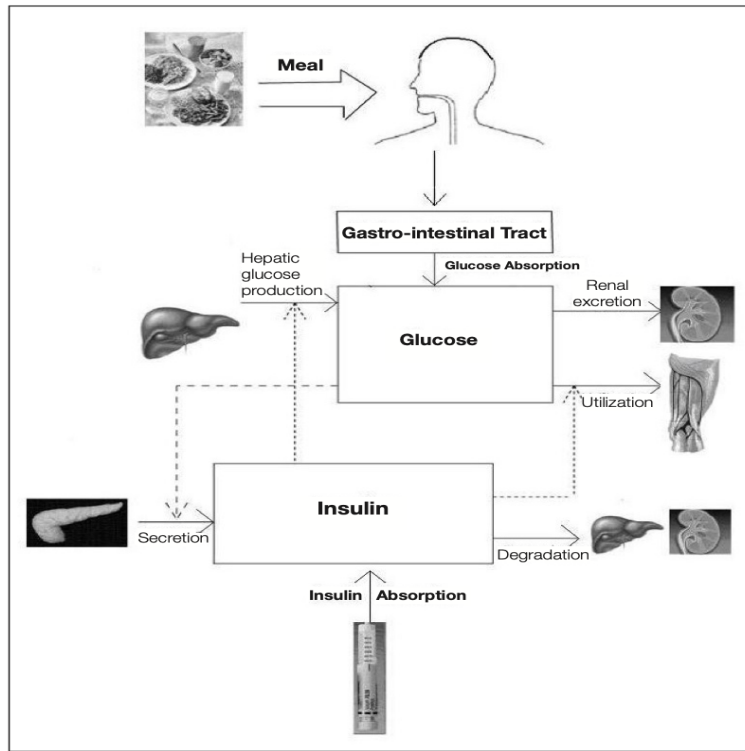 Meal
Gastro-intestinal Tract
Glucose Absorption
Hepatic
glucose
production
Renal
excretion
Glucose
Utilization
Insulin
Secretion
Degradation
Insulin Absorption